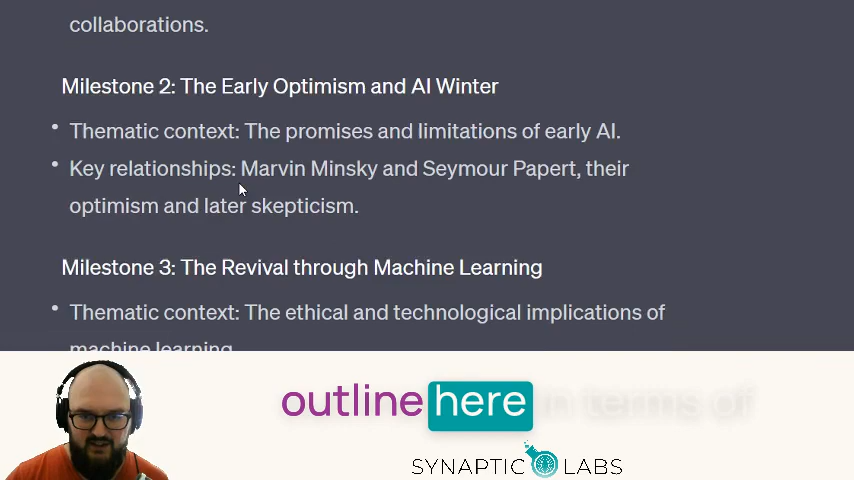 collaborations.
Milestone 2: The Early Optimism and AI Winter
• Thematic context: The promises and limitations of early AI.
• Key relationships: Marvin Minsky and Seymour Papert, their
optimism and later skepticism.
Milestone 3: The Revival through Machine Learning
• Thematic context: The ethical and technological implications of
machine learning.
outline here in terms of
SYNAPTIC LABS